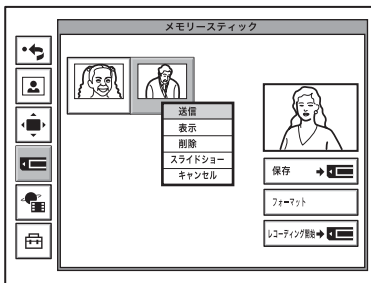 メモリースティック
送信
表示
削除
スライドショー
キャンセル
保存
フォーマット
レコーディング開始